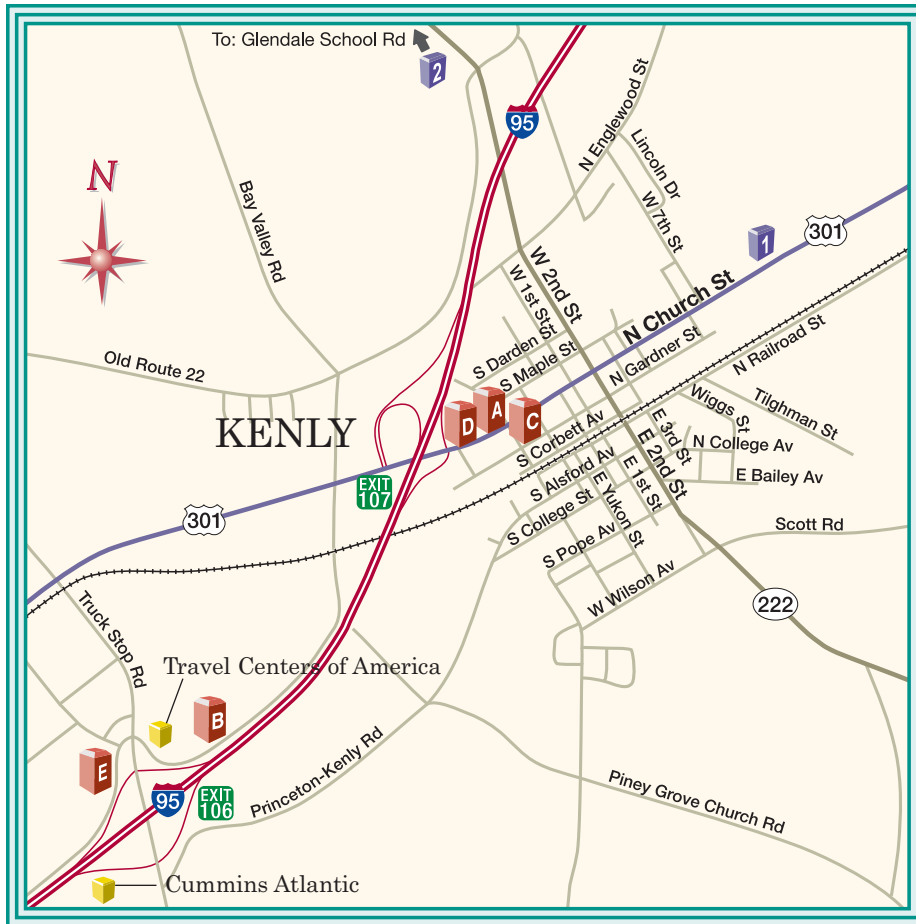 To: Glendale School Rd
2
95
N Englewood St
Lincoln Dr
N
Bay Valley Rd
W 7th St
1
301
W 2nd St
W 1st St
N Church St
S Darden St
S Maple St
N Gardner St
N Railroad St
Old Route 22
KENLY
D
A
C
S Corbett Av
Wiggs St
Tilghman St
E 3rd St
N College Av
E 2nd St
E Bailey Av
EXIT
107
S Alsford Av
E 1st St
S College St
E Yukon St
301
Scott Rd
S Pope Av
W Wilson Av
222
Truck Stop Rd
Travel Centers of America
B
E
95
EXIT
106
Princeton-Kenly Rd
Piney Grove Church Rd
Cummins Atlantic